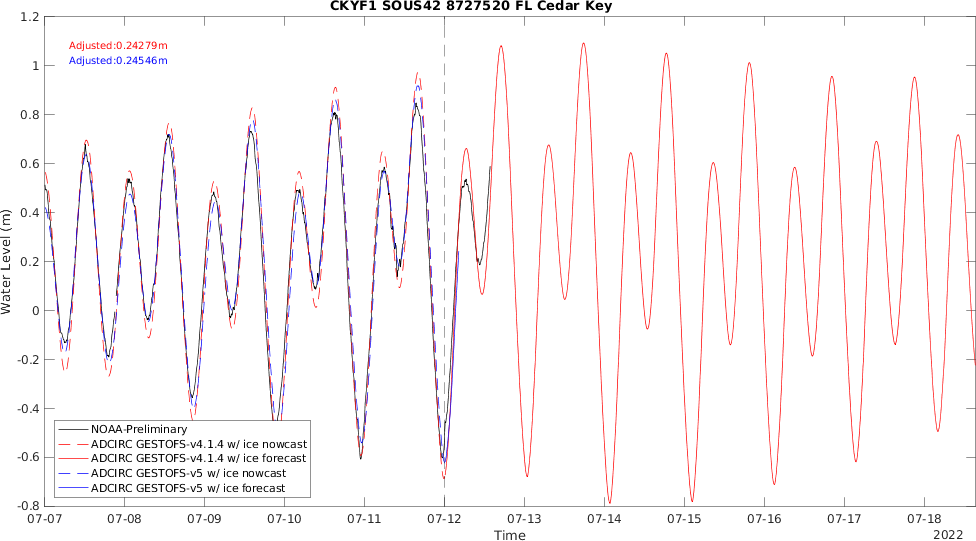 CKYF1 SOUS42 8727520 FL Cedar Key
Adjusted:0.24279m
Adjusted:0.24546m
1.2
1
0.8
0.6
0.4
0.2
0
-0.2
-0.4
-0.6
-0.8
Water Level (m)
NOAA-Preliminary
ADCIRC GESTOFS-v4.1.4 w/ ice nowcast
ADCIRC GESTOFS-v4.1.4 w/ ice forecast
ADCIRC GESTOFS-v5 w/ ice nowcast
ADCIRC GESTOFS-v5 w/ ice forecast
07-07 07-08 07-09 07-10 07-11 07-12 07-13 07-14 07-15 07-16 07-17 07-18
Time
2022